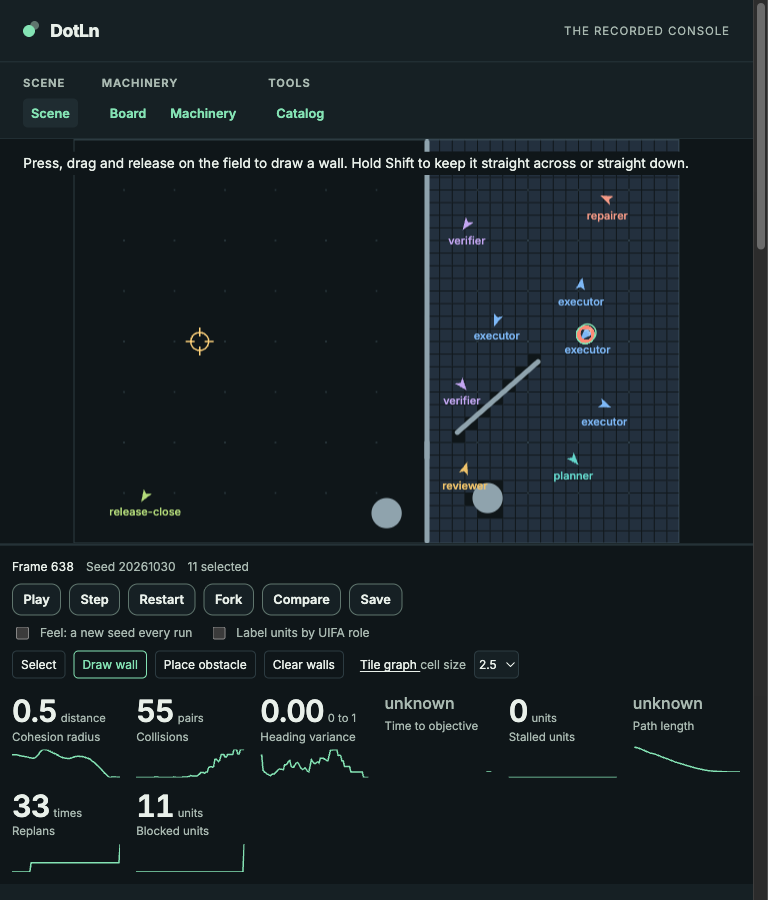 DotLn
THE RECORDED CONSOLE
SCENE MACHINERY TOOLS
Scene Board Machinery Catalog
Press, drag and release on the field to draw a wall. Hold Shift to keep it straight across or straight down.
repairer
verifier
executor
executor
executor
verifier
executor
planner
reviewer
release-close
Frame 638 Seed 20261030 11 selected
Play Step Restart Fork Compare Save
Feel: a new seed every run Label units by UIFA role
Select Draw wall Place obstacle Clear walls Tile graph cell size 2.5
0.5 distance 55 pairs 0.00 0 to 1 unknown 0 units unknown
Cohesion radius Collisions Heading variance Time to objective Stalled units Path length
33 times 11 units
Replans Blocked units